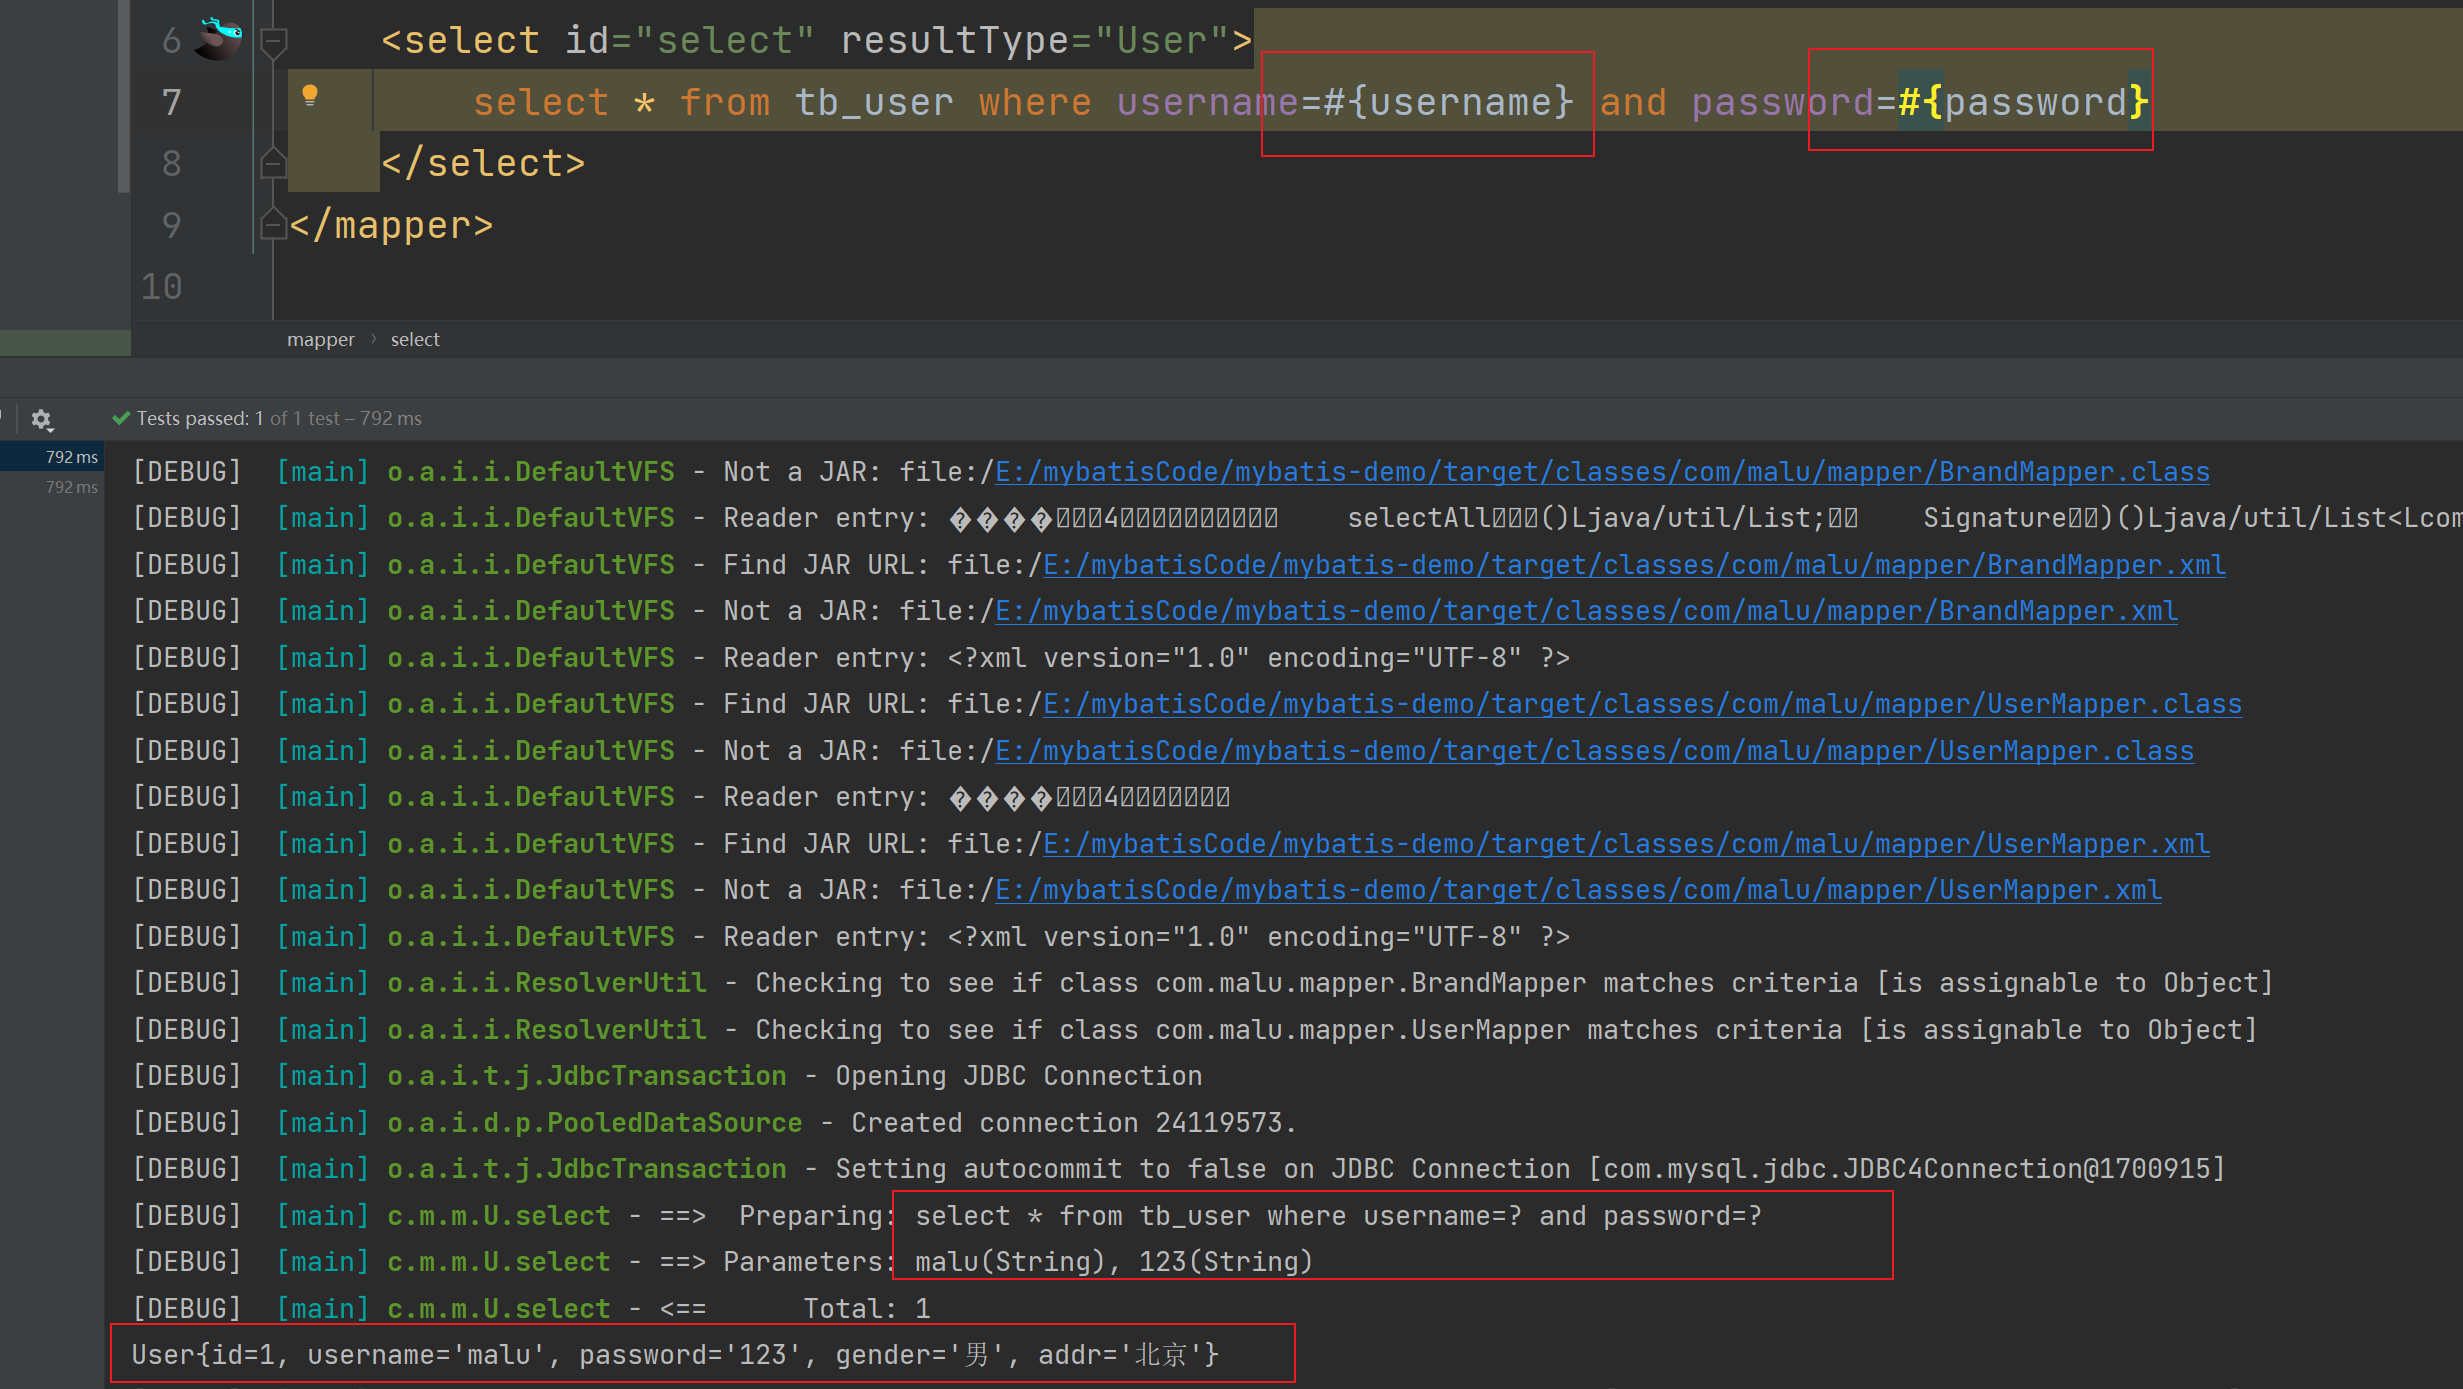 6 <select id="select" resultType="User">
7 select * from tb_user where username=#{username} and password=#{password}
8 </select>
9 </mapper>
10
mapper › select
Tests passed: 1 of 1 test – 792 ms
792 ms
792 ms
[DEBUG] [main] o.a.i.i.DefaultVFS - Not a JAR: file:/E:/mybatisCode/mybatis-demo/target/classes/com/malu/mapper/BrandMapper.class
[DEBUG] [main] o.a.i.i.DefaultVFS - Reader entry: ����4 selectAll()Ljava/util/List; Signature)()Ljava/util/List<Lcom
[DEBUG] [main] o.a.i.i.DefaultVFS - Find JAR URL: file:/E:/mybatisCode/mybatis-demo/target/classes/com/malu/mapper/BrandMapper.xml
[DEBUG] [main] o.a.i.i.DefaultVFS - Not a JAR: file:/E:/mybatisCode/mybatis-demo/target/classes/com/malu/mapper/BrandMapper.xml
[DEBUG] [main] o.a.i.i.DefaultVFS - Reader entry: <?xml version="1.0" encoding="UTF-8" ?>
[DEBUG] [main] o.a.i.i.DefaultVFS - Find JAR URL: file:/E:/mybatisCode/mybatis-demo/target/classes/com/malu/mapper/UserMapper.class
[DEBUG] [main] o.a.i.i.DefaultVFS - Not a JAR: file:/E:/mybatisCode/mybatis-demo/target/classes/com/malu/mapper/UserMapper.class
[DEBUG] [main] o.a.i.i.DefaultVFS - Reader entry: ����4
[DEBUG] [main] o.a.i.i.DefaultVFS - Find JAR URL: file:/E:/mybatisCode/mybatis-demo/target/classes/com/malu/mapper/UserMapper.xml
[DEBUG] [main] o.a.i.i.DefaultVFS - Not a JAR: file:/E:/mybatisCode/mybatis-demo/target/classes/com/malu/mapper/UserMapper.xml
[DEBUG] [main] o.a.i.i.DefaultVFS - Reader entry: <?xml version="1.0" encoding="UTF-8" ?>
[DEBUG] [main] o.a.i.i.ResolverUtil - Checking to see if class com.malu.mapper.BrandMapper matches criteria [is assignable to Object]
[DEBUG] [main] o.a.i.i.ResolverUtil - Checking to see if class com.malu.mapper.UserMapper matches criteria [is assignable to Object]
[DEBUG] [main] o.a.i.t.j.JdbcTransaction - Opening JDBC Connection
[DEBUG] [main] o.a.i.d.p.PooledDataSource - Created connection 24119573.
[DEBUG] [main] o.a.i.t.j.JdbcTransaction - Setting autocommit to false on JDBC Connection [com.mysql.jdbc.JDBC4Connection@1700915]
[DEBUG] [main] c.m.m.U.select - ==> Preparing: select * from tb_user where username=? and password=?
[DEBUG] [main] c.m.m.U.select - ==> Parameters: malu(String), 123(String)
[DEBUG] [main] c.m.m.U.select - <== Total: 1
User{id=1, username='malu', password='123', gender='男', addr='北京'}